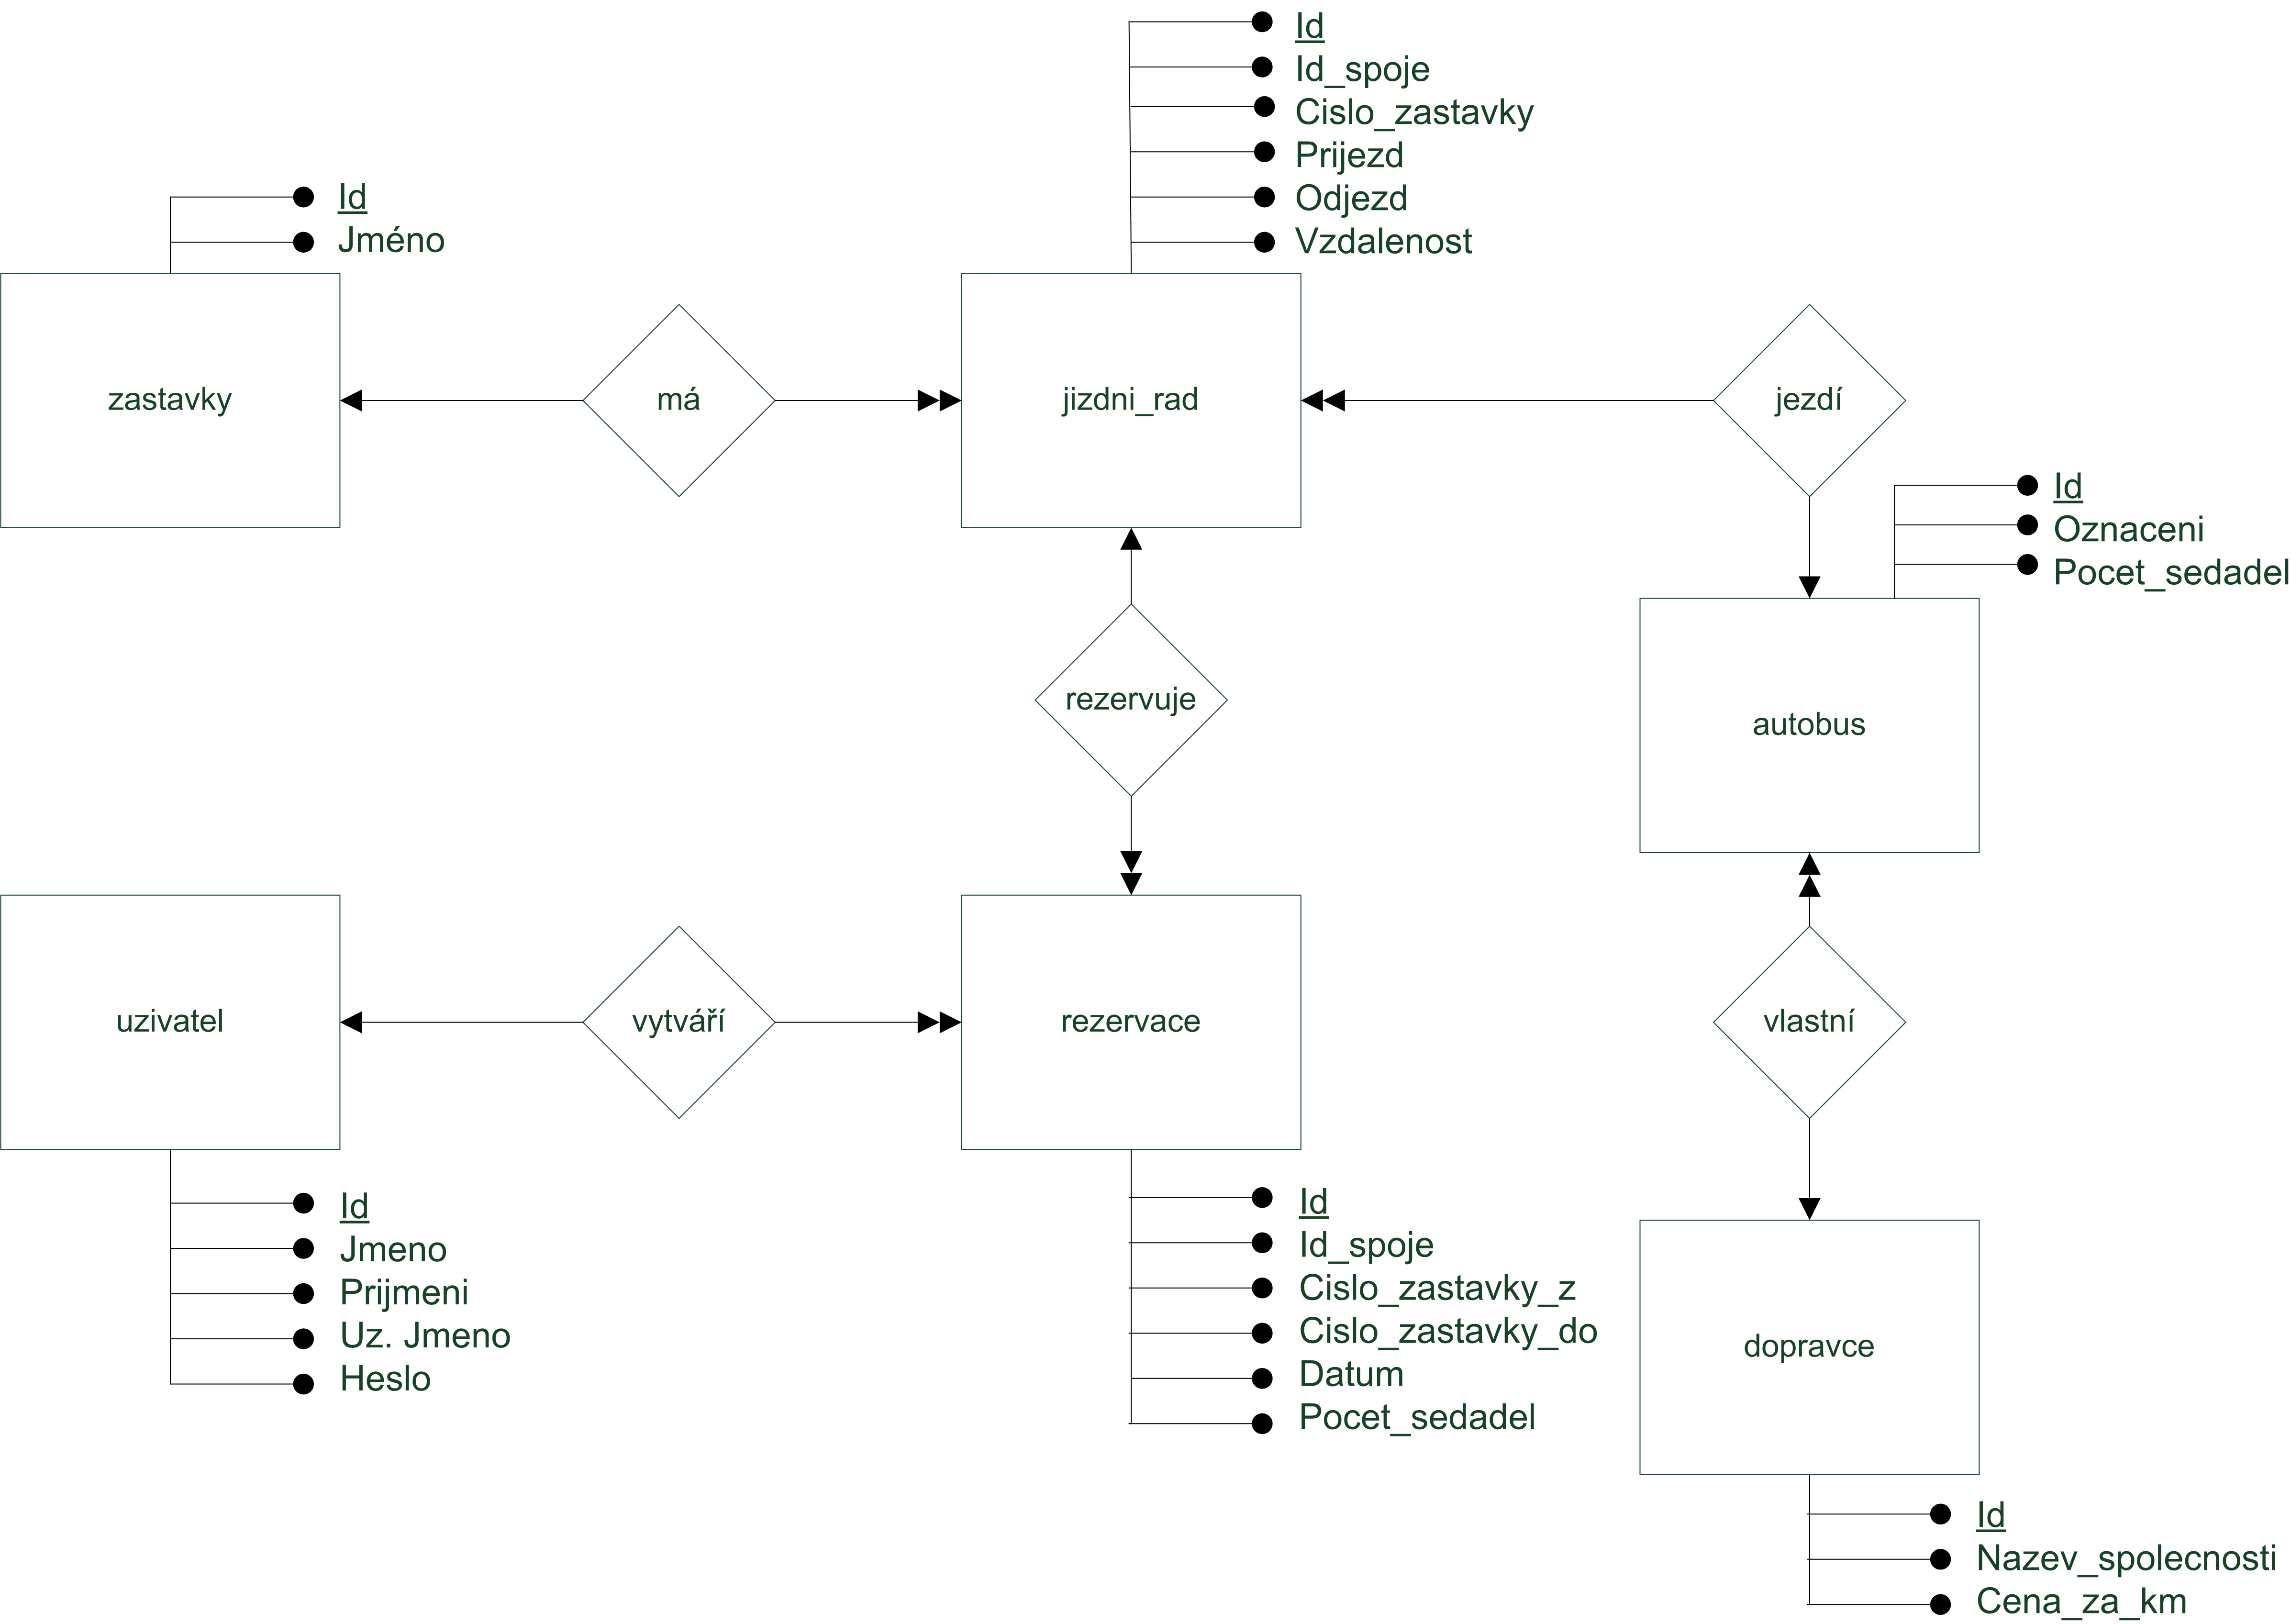 Id
Id_spoje
Cislo_zastavky
Prijezd
Odjezd
Vzdalenost
Id
Jméno
zastavky
má
jizdni_rad
jezdí
Id
Oznaceni
Pocet_sedadel
rezervuje
autobus
uzivatel
vytváří
rezervace
vlastní
Id
Jmeno
Prijmeni
Uz. Jmeno
Heslo
Id
Id_spoje
Cislo_zastavky_z
Cislo_zastavky_do
Datum
Pocet_sedadel
dopravce
Id
Nazev_spolecnosti
Cena_za_km